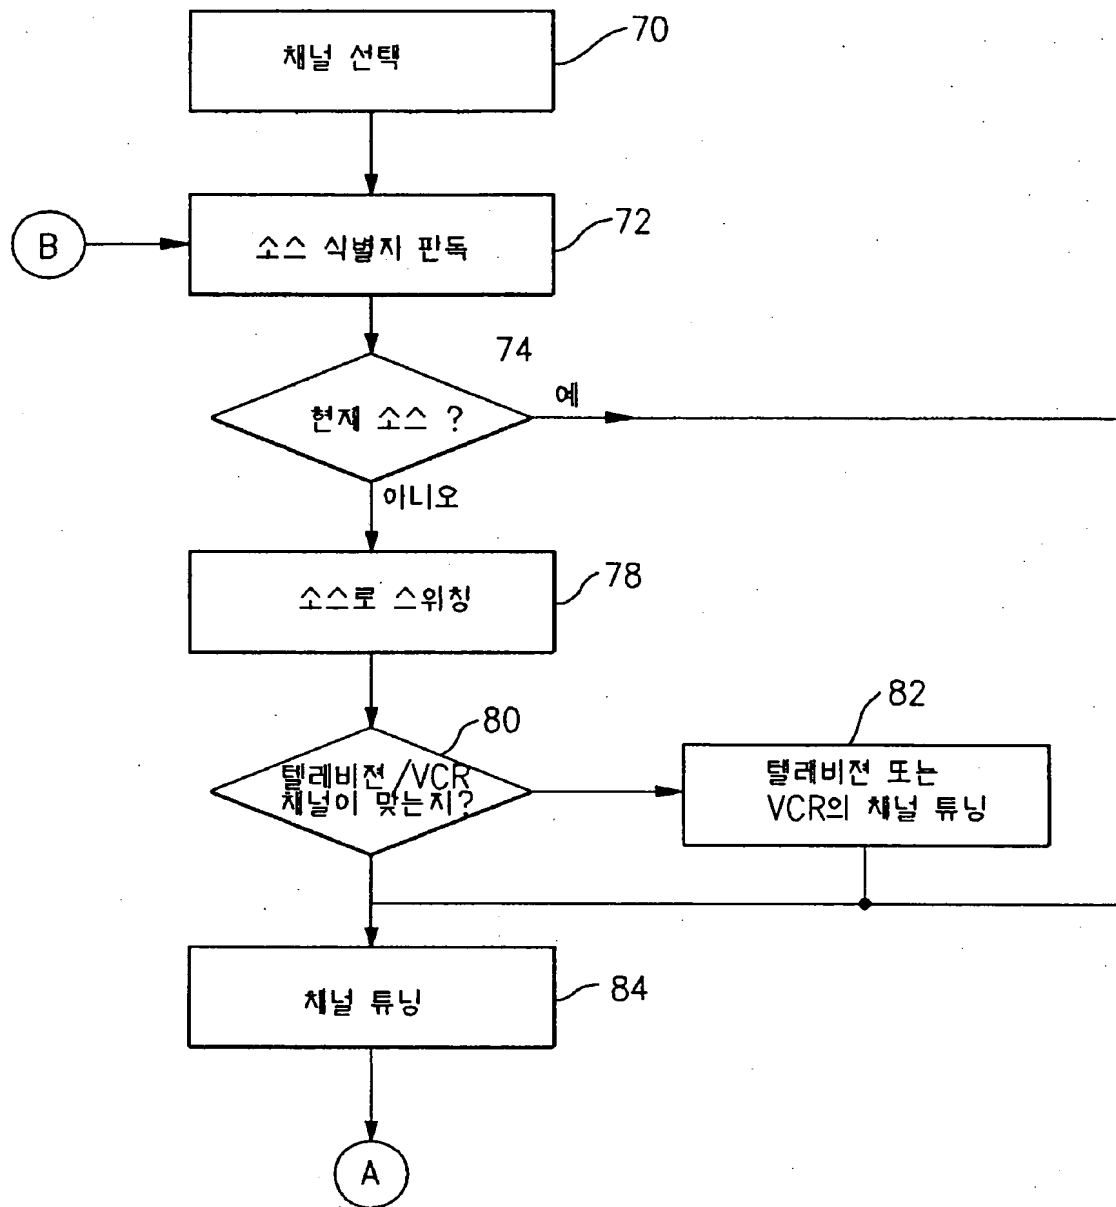 70
채널 선택
72
B
소스 식별자 판독
74
현재 소스 ?
예
아니오
78
소스로 스위칭
80
82
텔레비젼/VCR
채널이 맞는지?
텔레비젼 또는
VCR의 채널 튜닝
채널 튜닝
84
A